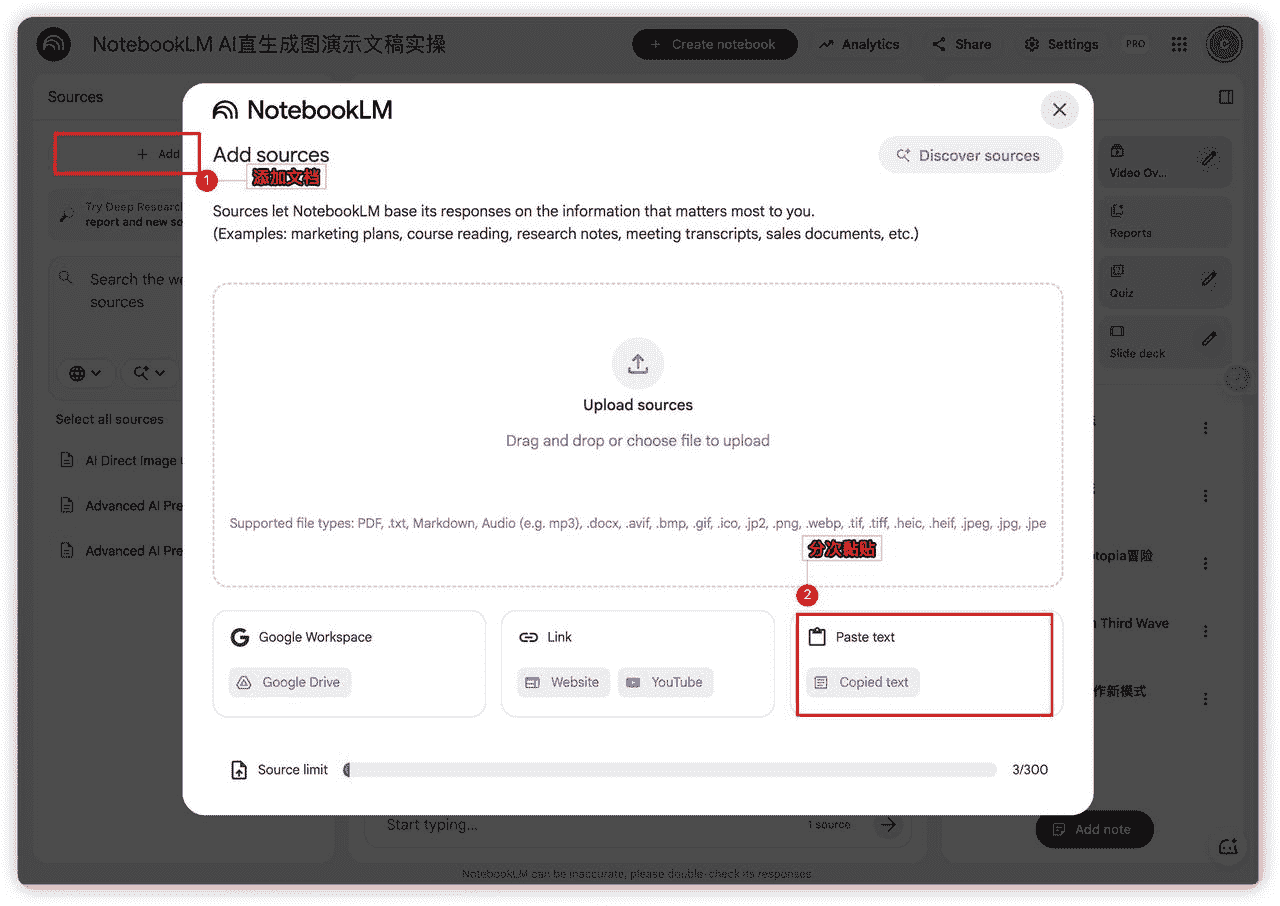 NotebookLM AI直生成图演示文稿实操
Create notebook
Analytics
Share
Settings
PRO
Sources
+ Add
Try Deep Research
report and new so
Search the we
sources
Select all sources
AI Direct Image
Advanced AI Pre
Advanced AI Pre
NotebookLM
Add sources
Discover sources
1
添加文档
Sources let NotebookLM base its responses on the information that matters most to you.
(Examples: marketing plans, course reading, research notes, meeting transcripts, sales documents, etc.)
Upload sources
Drag and drop or choose file to upload
Supported file types: PDF, .txt, Markdown, Audio (e.g. mp3), .docx, .avif, .bmp, .gif, .ico, .jp2, .png, .webp, .tif, .tiff, .heic, .heif, .jpeg, .jpg, .jpe
分次黏贴
2
Google Workspace
Google Drive
Link
Website
YouTube
Paste text
Copied text
Source limit
3/300
Video Ov...
Reports
Quiz
Slide deck
topia冒險
Third Wave
作新模式
Start typing...
1 source
Add note
NotebookLM can be inaccurate, please double-check its responses.